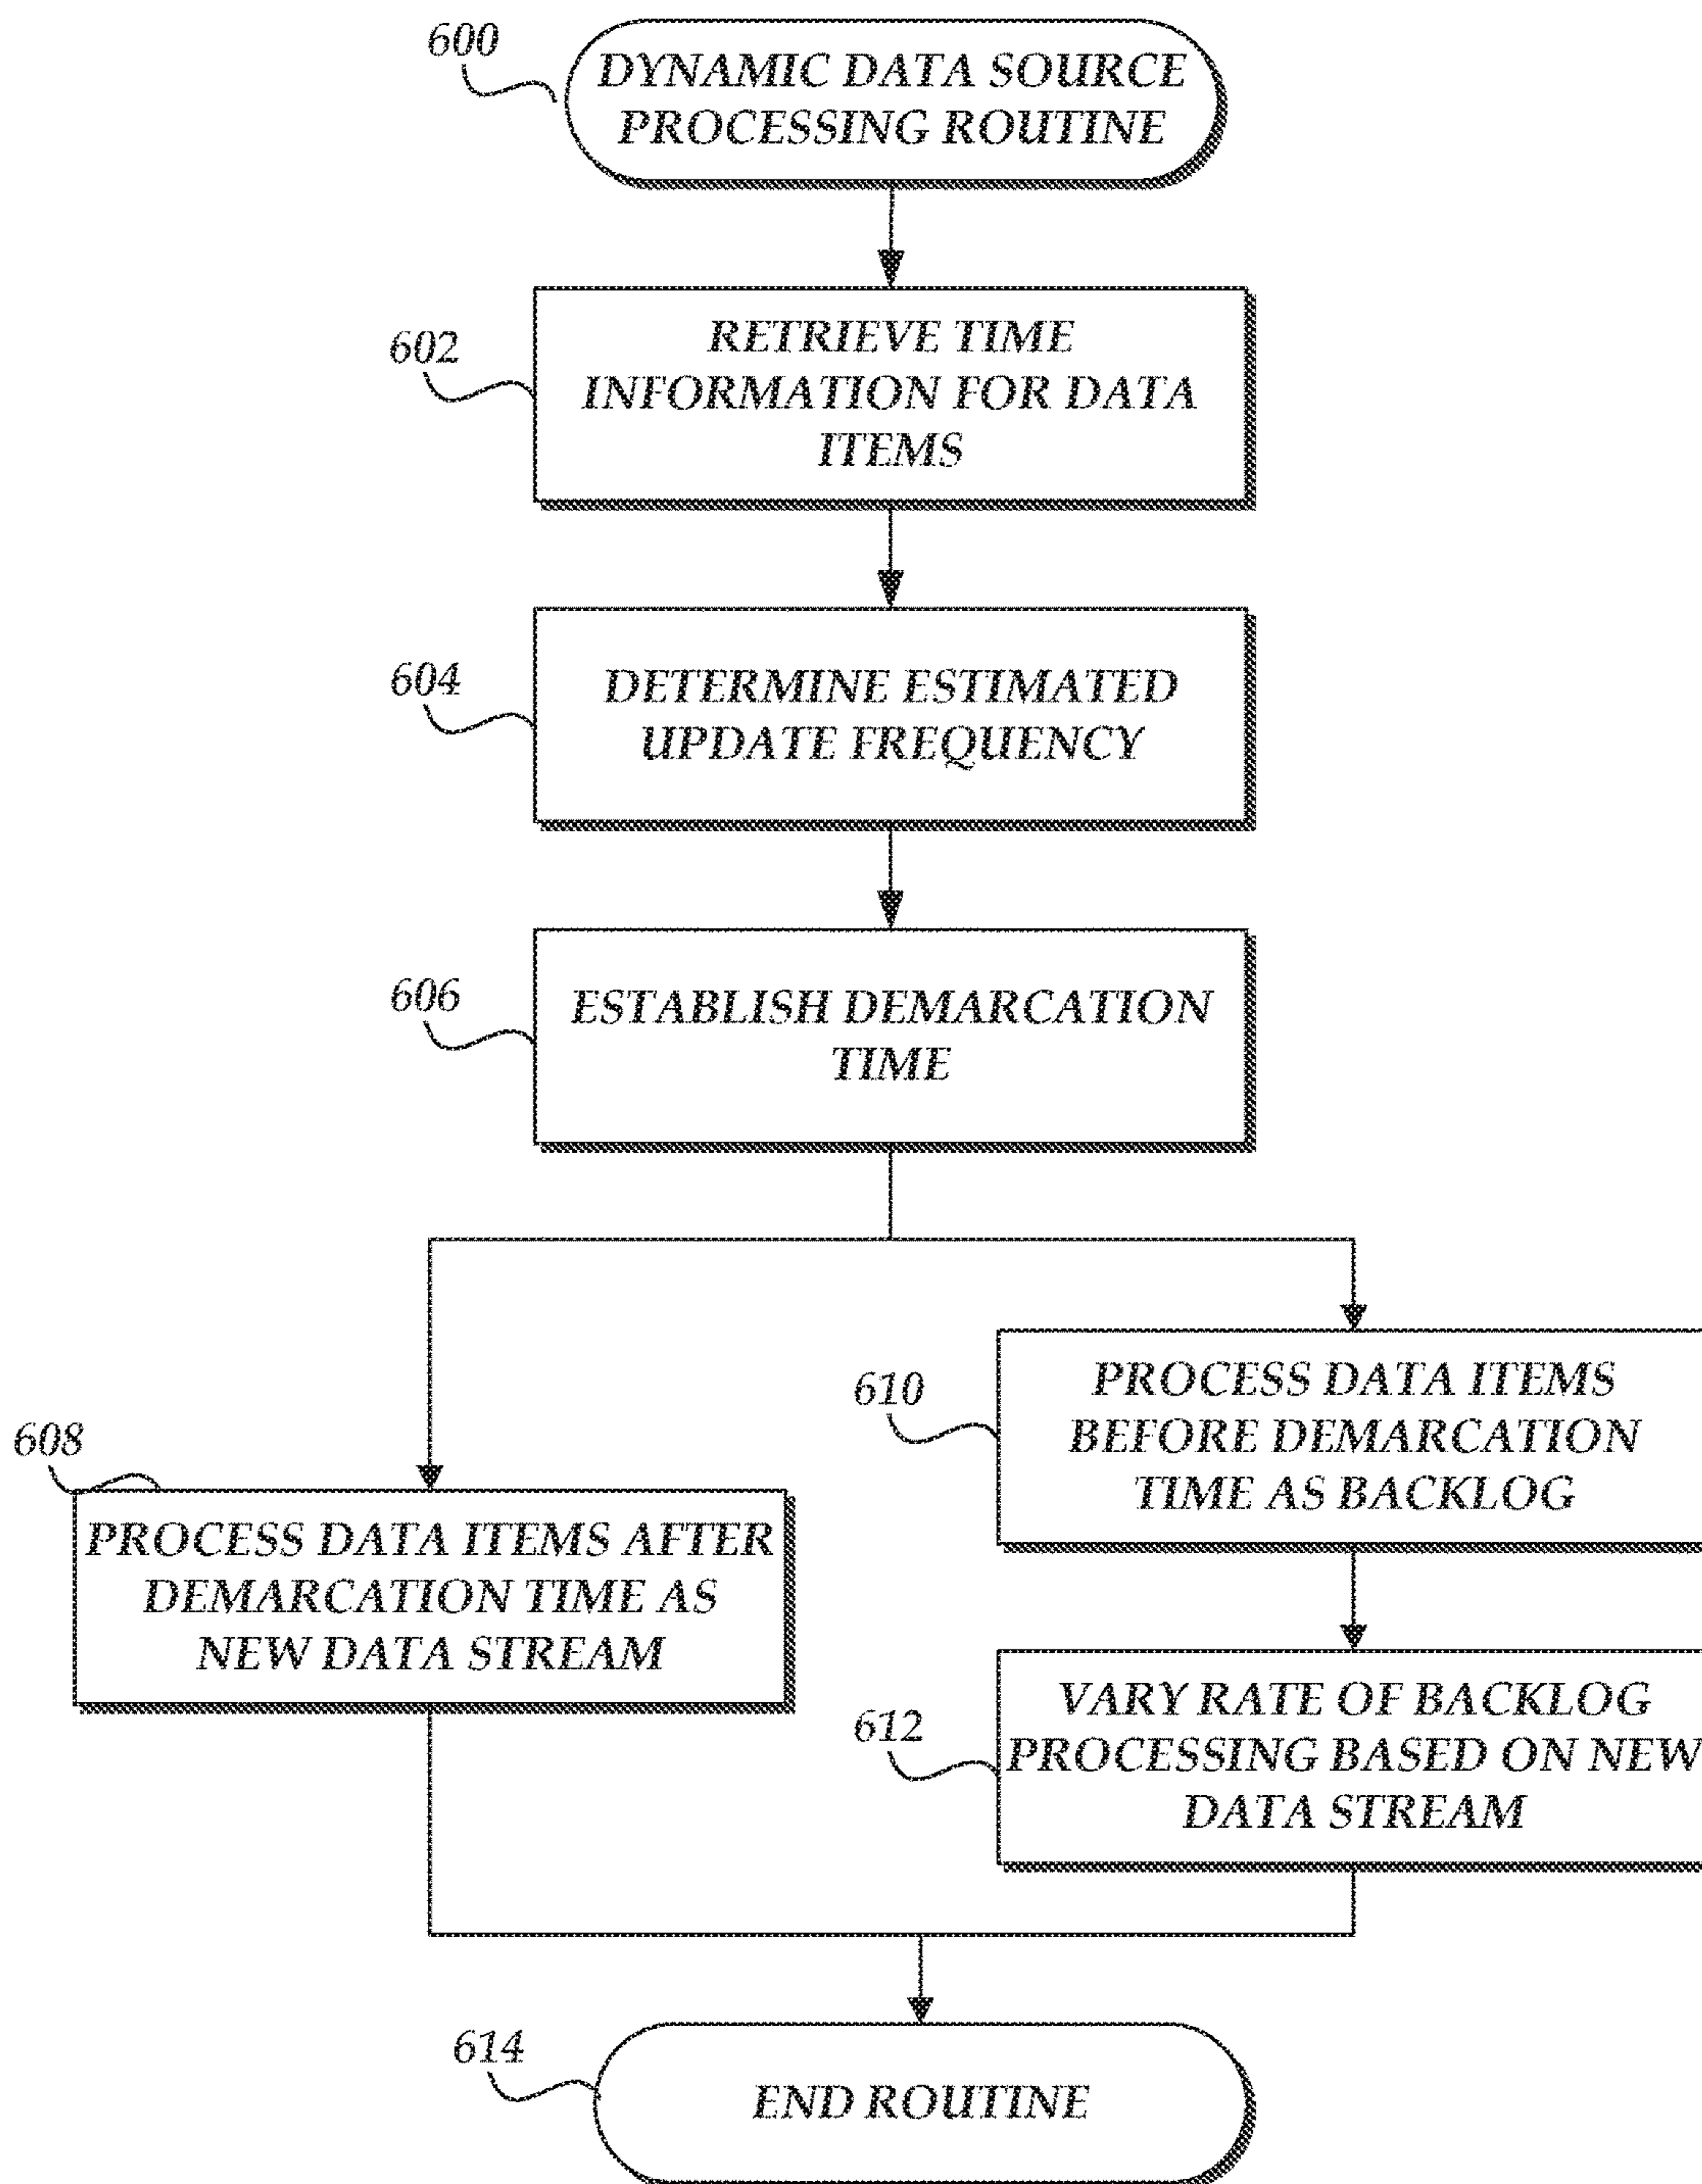 600
DYNAMIC DATA SOURCE
PROCESSING ROUTINE
602
RETRIEVE TIME
INFORMATION FOR DATA
ITEMS
604
DETERMINE ESTIMATED
UPDATE FREQUENCY
606
ESTABLISH DEMARCATION
TIME
608
PROCESS DATA ITEMS AFTER
DEMARCATION TIME AS
NEW DATA STREAM
610
PROCESS DATA ITEMS
BEFORE DEMARCATION
TIME AS BACKLOG
612
VARY RATE OF BACKLOG
PROCESSING BASED ON NEW
DATA STREAM
614
END ROUTINE